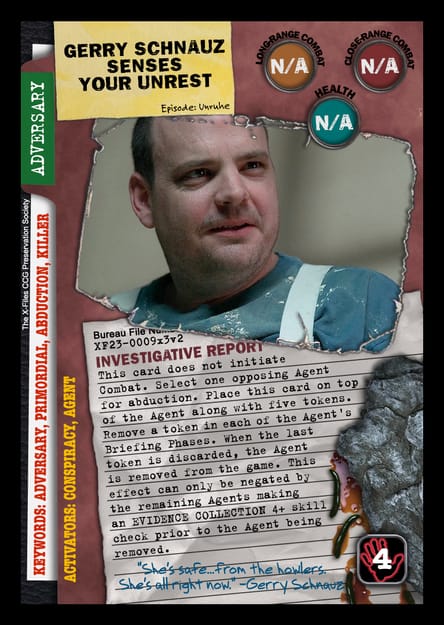 GERRY SCHNAUZ
SENSES
YOUR UNREST
Episode: Unruhe
LONG-RANGE COMBAT
N/A
CLOSE-RANGE COMBAT
N/A
HEALTH
N/A
ADVERSARY
The X-Files CCG Preservation Society
KEYWORDS: ADVERSARY, PRIMORDIAL, ABDUCTION, KILLER
ACTIVATORS: CONSPIRACY, AGENT
Bureau File
XF23-0009x3v2
INVESTIGATIVE REPORT
This card does not initiate
Combat. Select one opposing Agent
for abduction. Place this card on top
of the Agent along with five tokens.
Remove a token in each of the Agent's
Briefing Phases. When the last
token is discarded, the Agent
is removed from the game. This
effect can only be negated by
the remaining Agents making
an EVIDENCE COLLECTION 4+ skill
check prior to the Agent being
removed.
"She's safe...from the howlers.
She's all right now." -Gerry Schnauz
4